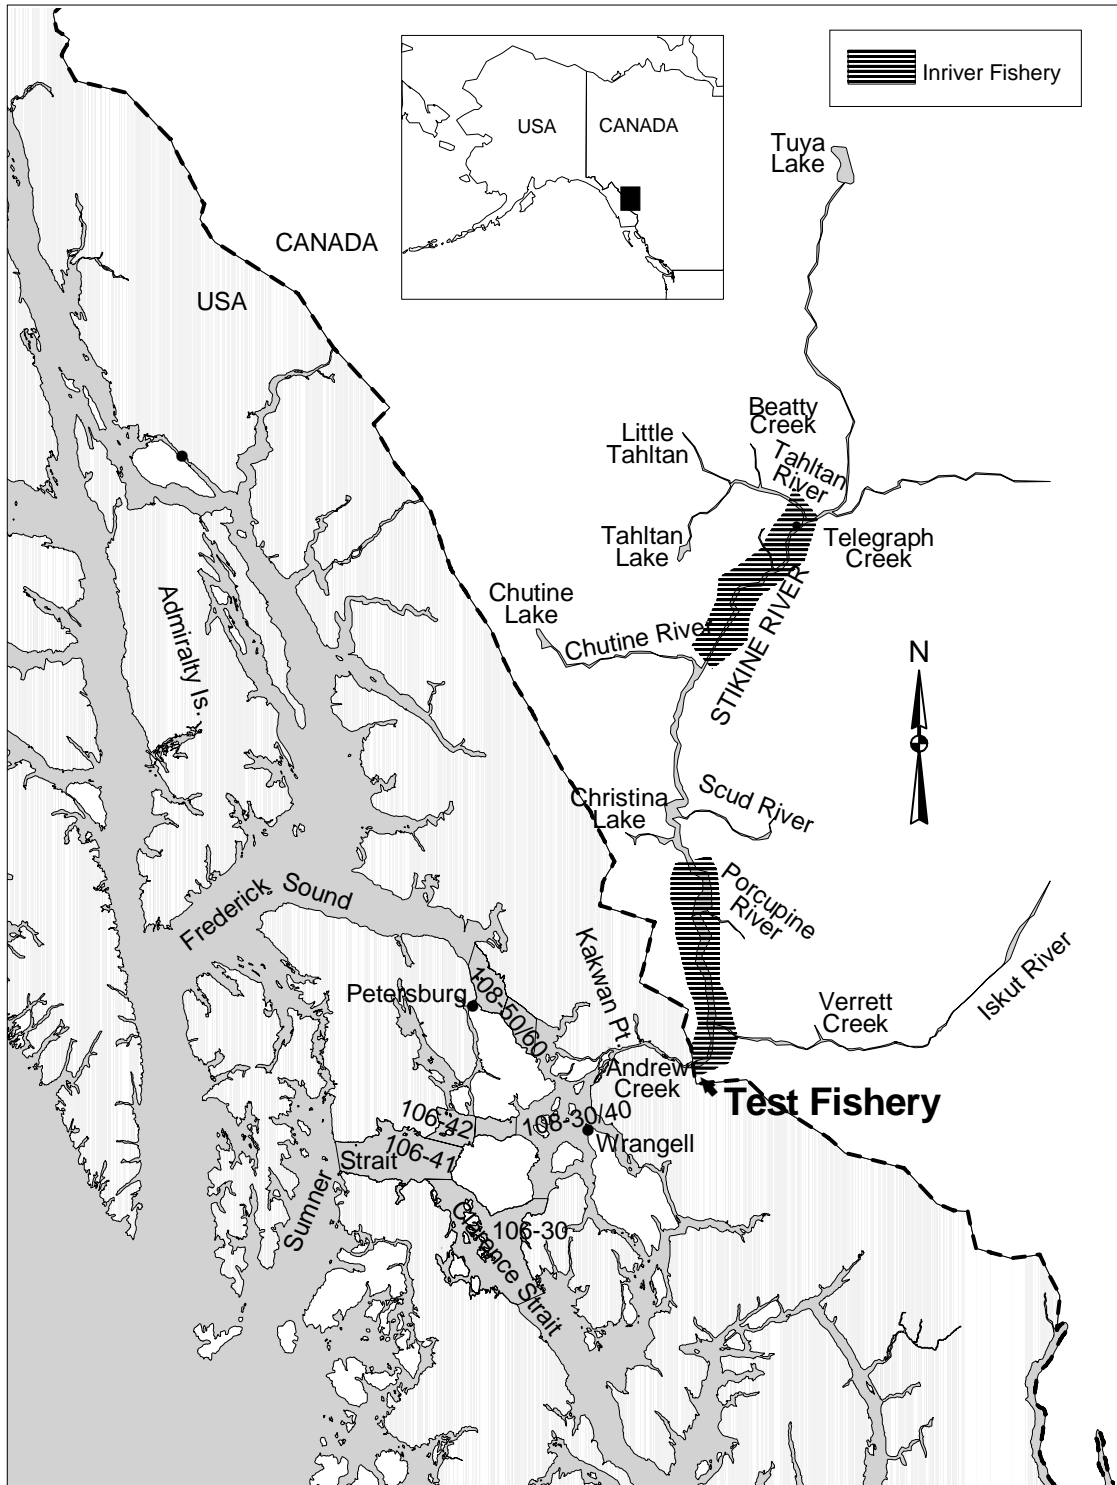 Inriver Fishery
USA
CANADA
Tuya
Lake
CANADA
USA
Beatty
Creek
Little
Tahltan
Tahltan
River
Tahltan
Lake
Telegraph
Creek
Chutine
Lake
Chutine River
STIKINE RIVER
Admiralty Is.
N
Christina
Lake
Scud River
Porcupine
River
Frederick Sound
Kakwan Pt.
Iskut River
Petersburg
108-50/60
Verrett
Creek
Andrew
Creek
Test Fishery
106-42
108-30/40
Wrangell
106-41
Sumner Strait
106-30
Clarence Strait